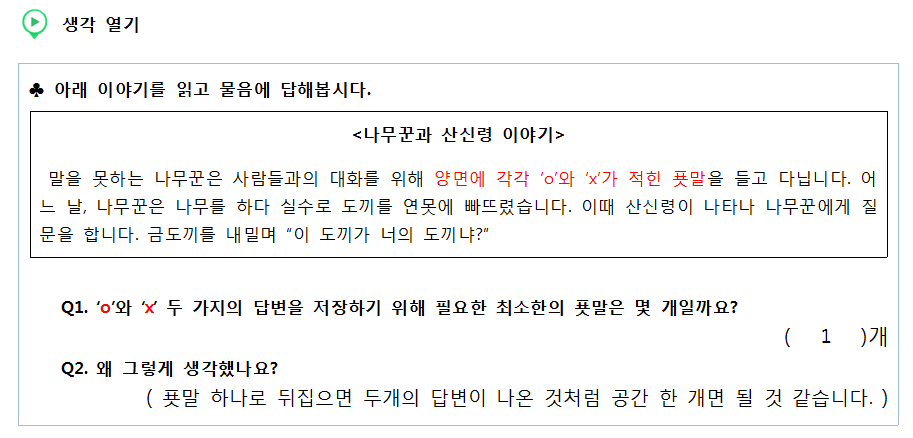 생각 열기
♣ 아래 이야기를 읽고 물음에 답해봅시다.
<나무꾼과 산신령 이야기>
말을 못하는 나무꾼은 사람들과의 대화를 위해 양면에 각각 ‘o’와 ‘x’가 적힌 푯말을 들고 다닙니다. 어
느 날, 나무꾼은 나무를 하다 실수로 도끼를 연못에 빠뜨렸습니다. 이때 산신령이 나타나 나무꾼에게 질
문을 합니다. 금도끼를 내밀며 “이 도끼가 너의 도끼냐?”
Q1. ‘o’와 ‘x’ 두 가지의 답변을 저장하기 위해 필요한 최소한의 푯말은 몇 개일까요?
( 1 )개
Q2. 왜 그렇게 생각했나요?
( 푯말 하나로 뒤집으면 두개의 답변이 나온 것처럼 공간 한 개면 될 것 같습니다. )